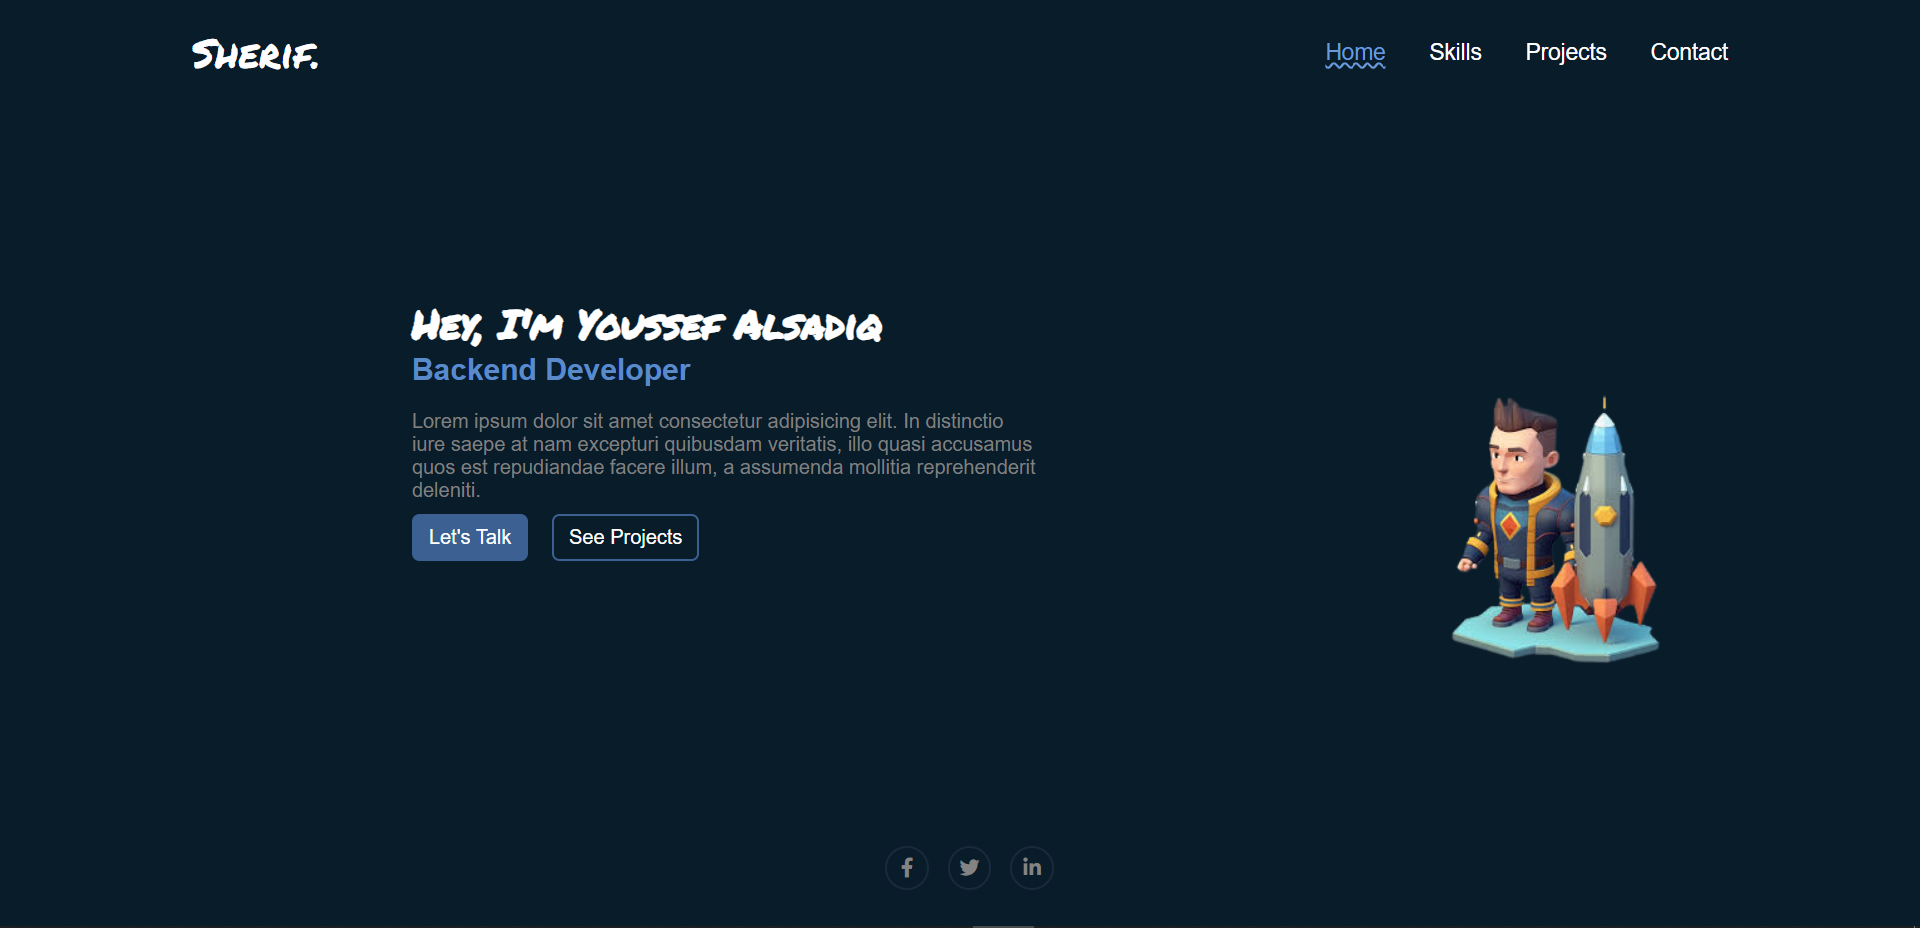 Sherif.
Home Skills Projects Contact
Hey, I'm Youssef Alsadiq
Backend Developer
Lorem ipsum dolor sit amet consectetur adipisicing elit. In distinctio
iure saepe at nam excepturi quibusdam veritatis, illo quasi accusamus
quos est repudiandae facere illum, a assumenda mollitia reprehenderit
deleniti.
Let's Talk See Projects